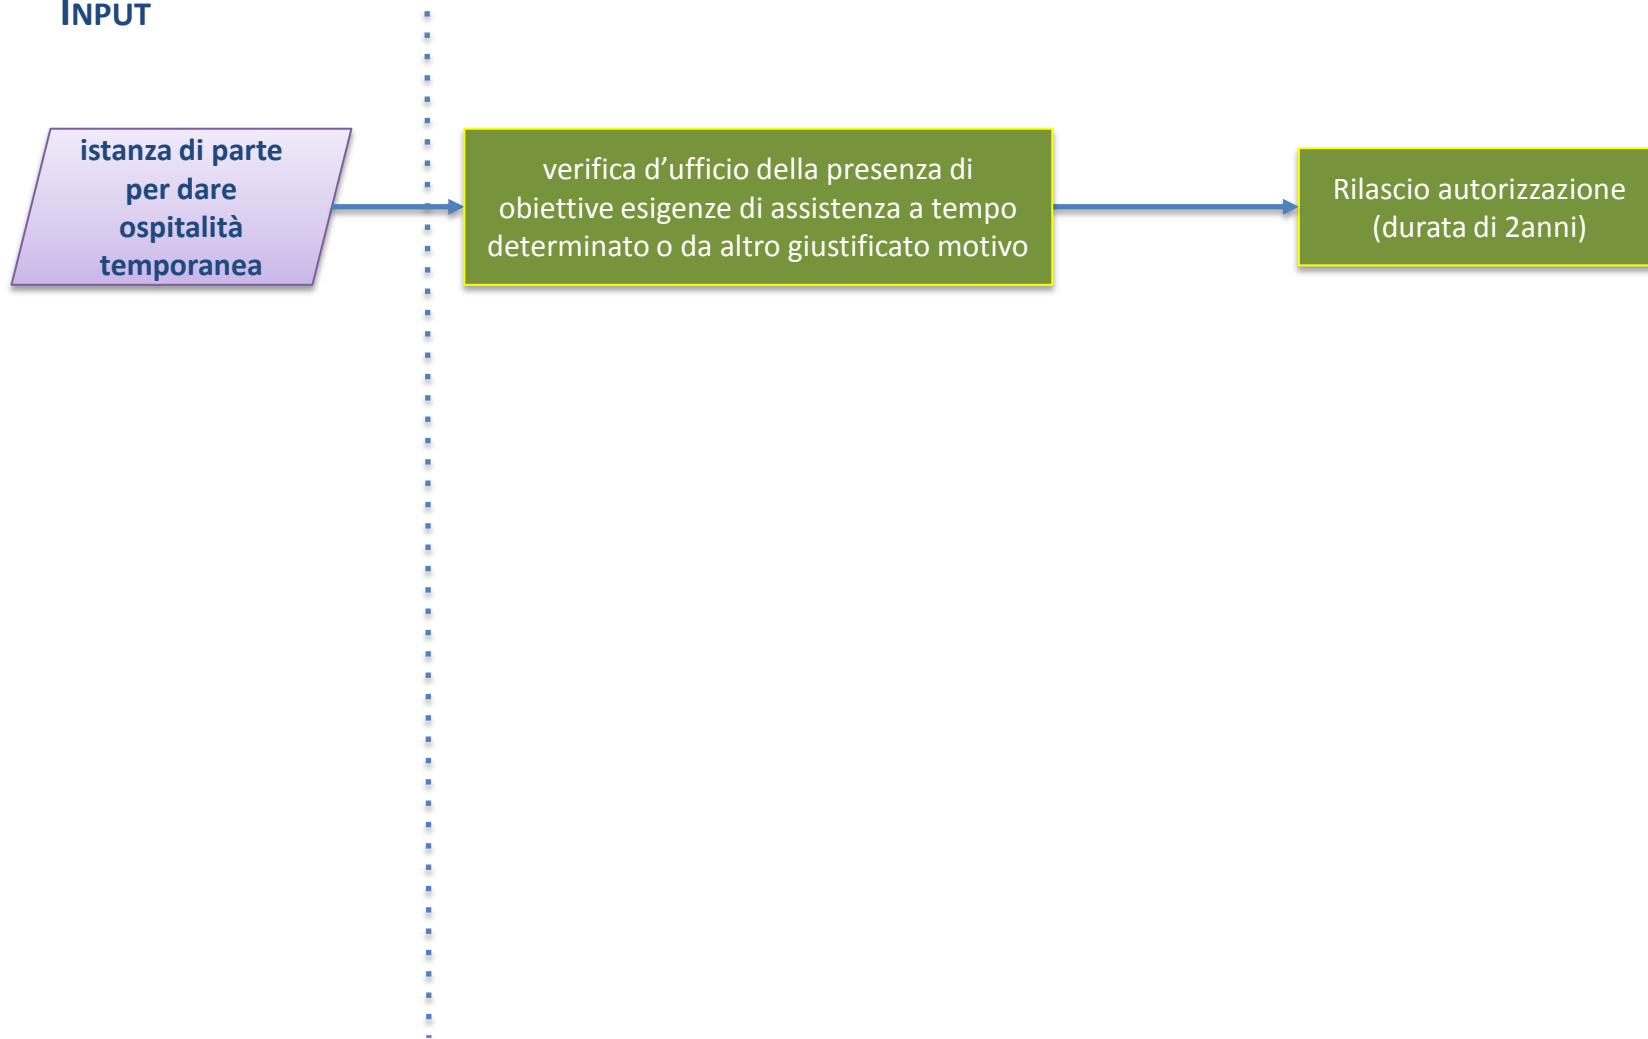 INPUT
istanza di parte
per dare
ospitalità
temporanea
verifica d’ufficio della presenza di
obiettive esigenze di assistenza a tempo
determinato o da altro giustificato motivo
Rilascio autorizzazione
(durata di 2anni)